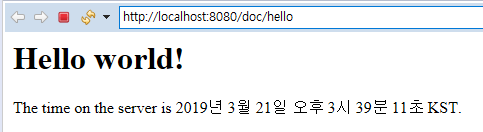 http://localhost:8080/doc/hello
Hello world!
The time on the server is 2019년 3월 21일 오후 3시 39분 11초 KST.